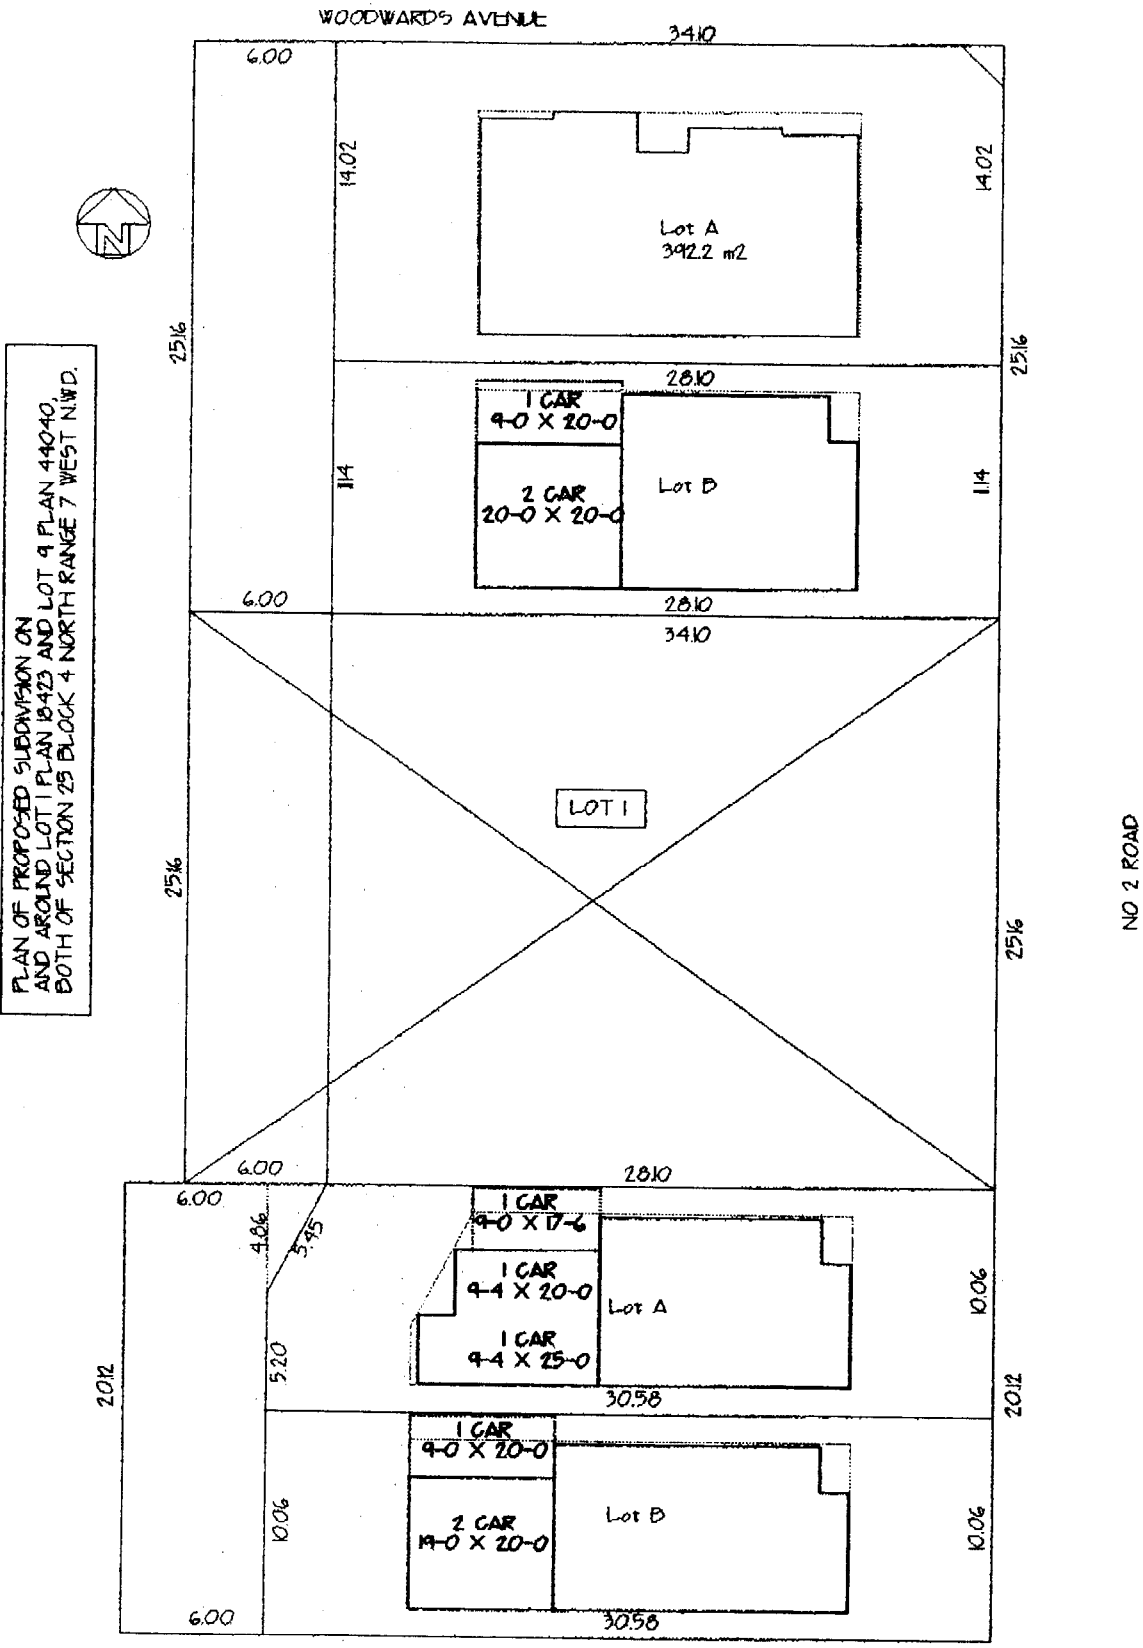 WOODWARDS AVENUE
34.10
6.00
14.02
14.02
N
Lot A
392.2 m2
25.16
25.16
28.10
1 CAR
9-0 X 20-0
11.14
11.14
2 CAR
20-0 X 20-0
Lot B
PLAN OF PROPOSED SUBDIVISION ON
AND AROUND LOT 1 PLAN 18423 AND LOT 9 PLAN 44040,
BOTH OF SECTION 25 BLOCK 4 NORTH RANGE 7 WEST N.W.D.
6.00
28.10
34.10
LOT 1
NO 2 ROAD
25.16
25.16
6.00
28.10
6.00
4.86
5.45
1 CAR
9-0 X 17-6
1 CAR
9-4 X 20-0
Lot A
10.06
1 CAR
9-4 X 25-0
5.20
20.12
20.12
30.58
1 CAR
9-0 X 20-0
2 CAR
19-0 X 20-0
Lot B
10.06
10.06
6.00
30.58